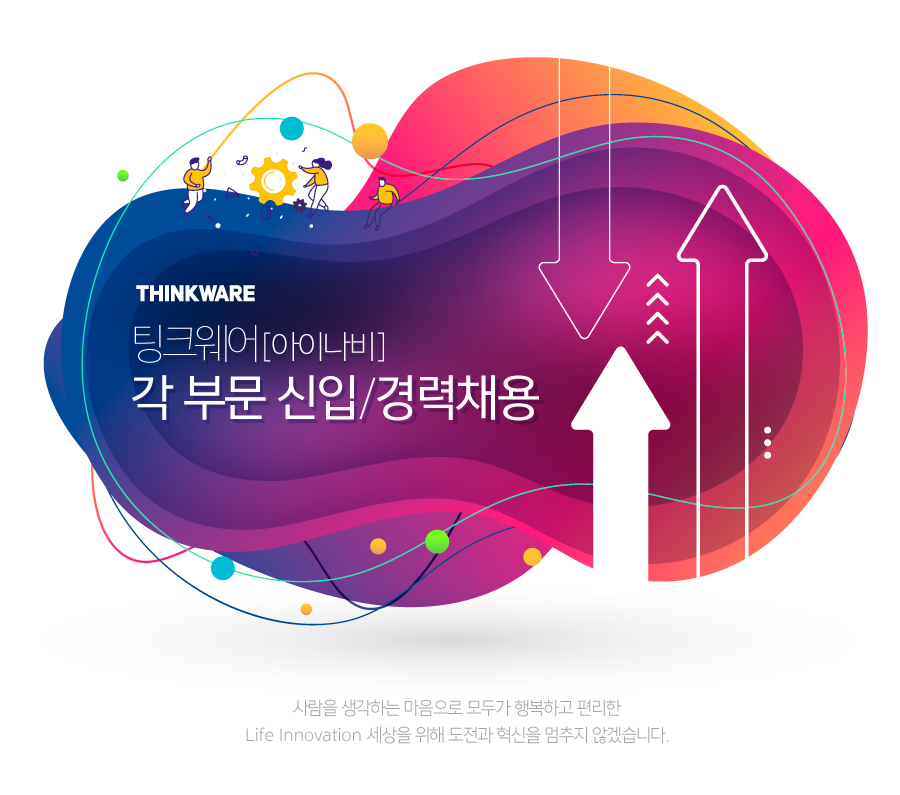 THINKWARE
팅크웨어[아이나비]
각 부문 신입/경력채용
사람을 생각하는 마음으로 모두가 행복하고 편리한
Life Innovation 세상을 위해 도전과 혁신을 멈추지 않겠습니다.